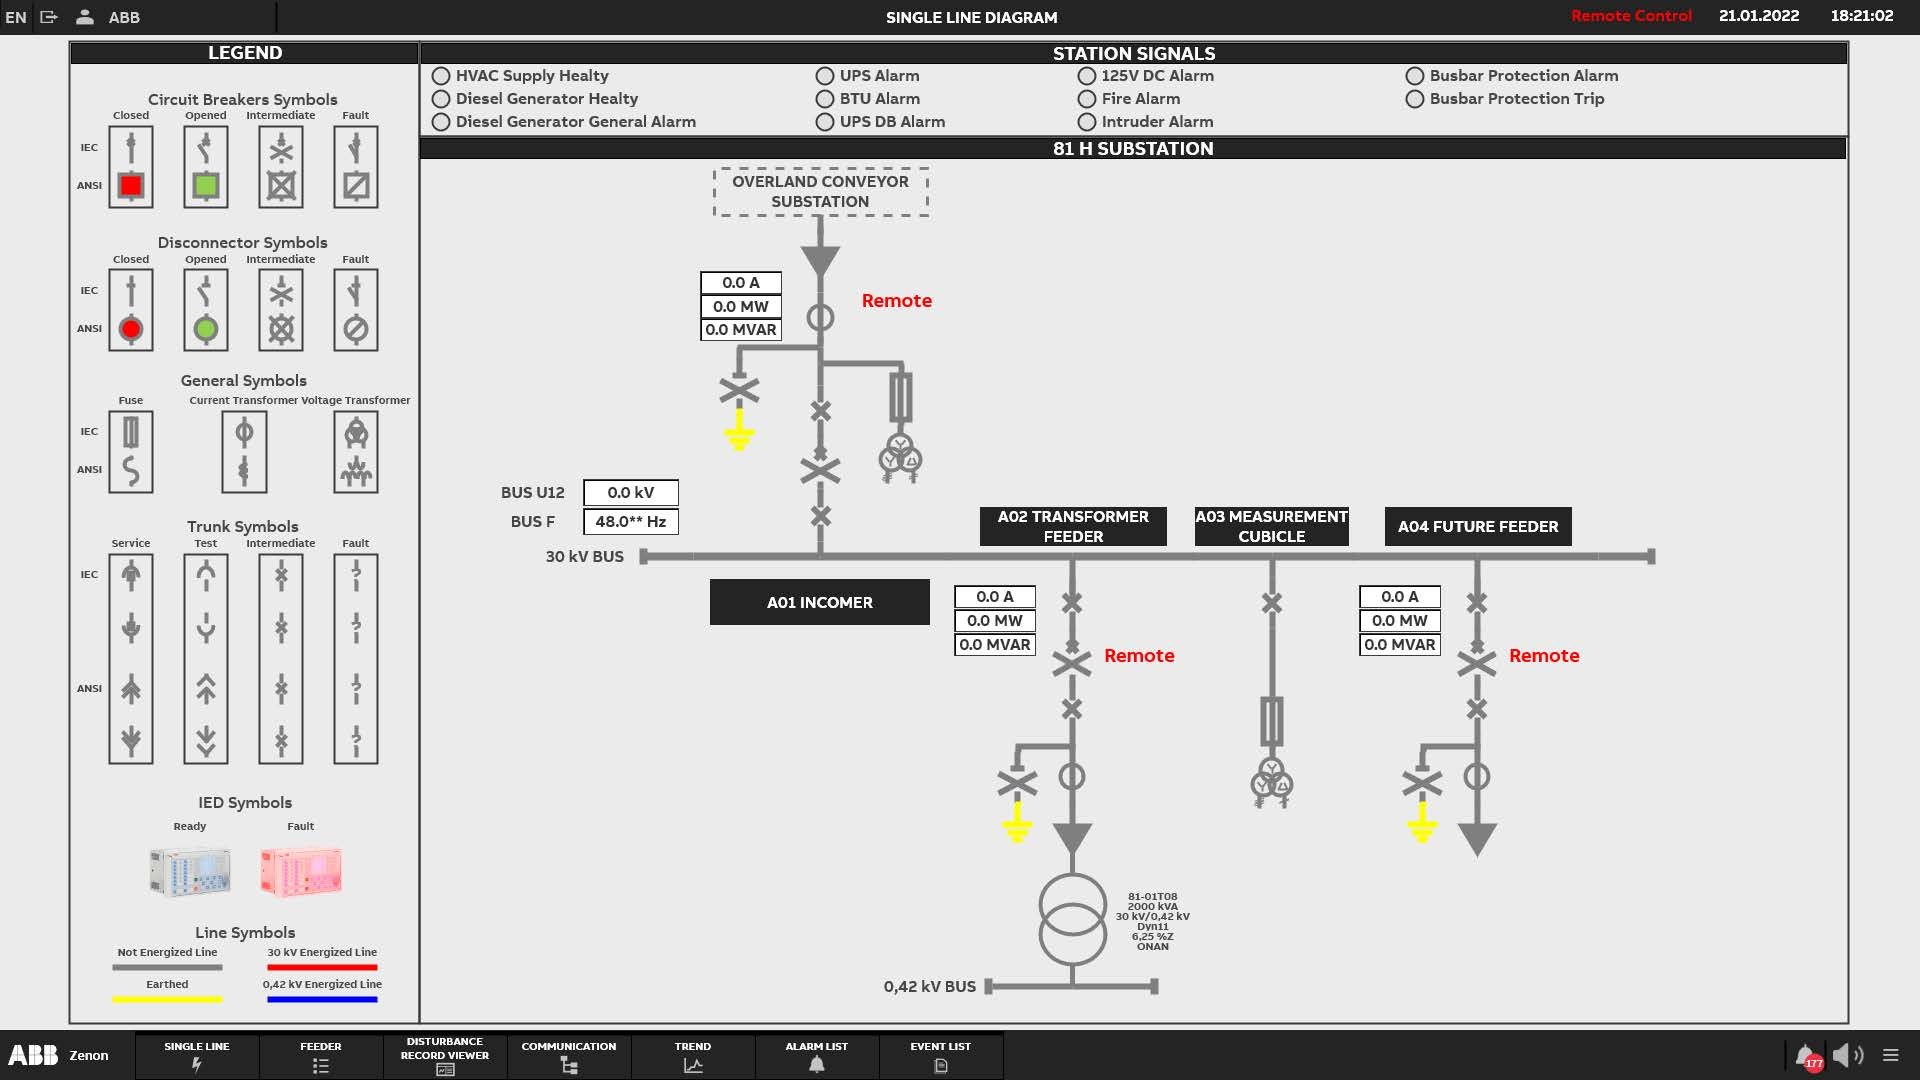 EN
ABB
SINGLE LINE DIAGRAM
Remote Control
21.01.2022
18:21:02
LEGEND
Circuit Breakers Symbols
Closed Opened Intermediate Fault
IEC
ANSI
Disconnector Symbols
Closed Opened Intermediate Fault
IEC
ANSI
General Symbols
Fuse Current Transformer Voltage Transformer
IEC
ANSI
Trunk Symbols
Service Test Intermediate Fault
IEC
ANSI
IED Symbols
Ready Fault
Line Symbols
Not Energized Line 30 kV Energized Line
Earthed 0,42 kV Energized Line
STATION SIGNALS
HVAC Supply Healty UPS Alarm 125V DC Alarm Busbar Protection Alarm
Diesel Generator Healty BTU Alarm Fire Alarm Busbar Protection Trip
Diesel Generator General Alarm UPS DB Alarm Intruder Alarm
81 H SUBSTATION
OVERLAND CONVEYOR
SUBSTATION
0.0 A
0.0 MW
0.0 MVAR
Remote
BUS U12 0.0 kV
BUS F 48.0** Hz
30 kV BUS
A01 INCOMER
A02 TRANSFORMER
FEEDER
A03 MEASUREMENT
CUBICLE
A04 FUTURE FEEDER
0.0 A
0.0 MW
0.0 MVAR
Remote
0.0 A
0.0 MW
0.0 MVAR
Remote
81-01T08
2000 kVA
30 kV/0,42 kV
Dyn11
6,25 %Z
ONAN
0,42 kV BUS
ABB Zenon
SINGLE LINE
FEEDER
DISTURBANCE
RECORD VIEWER
COMMUNICATION
TREND
ALARM LIST
EVENT LIST
177